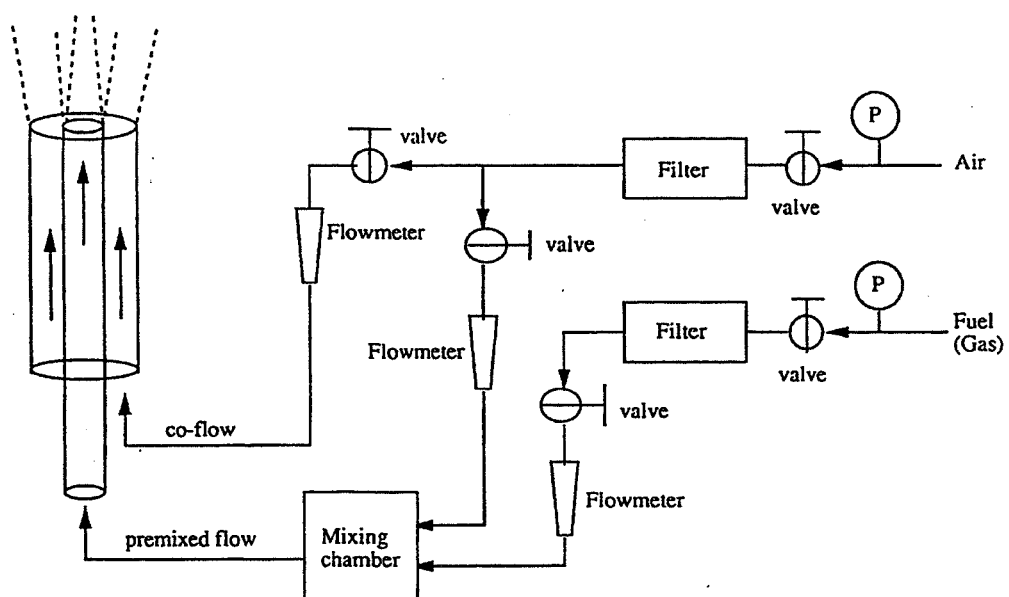 P
valve
Filter
Air
valve
Flowmeter
valve
P
Filter
Fuel
(Gas)
Flowmeter
valve
valve
co-flow
Flowmeter
premixed flow
Mixing
chamber